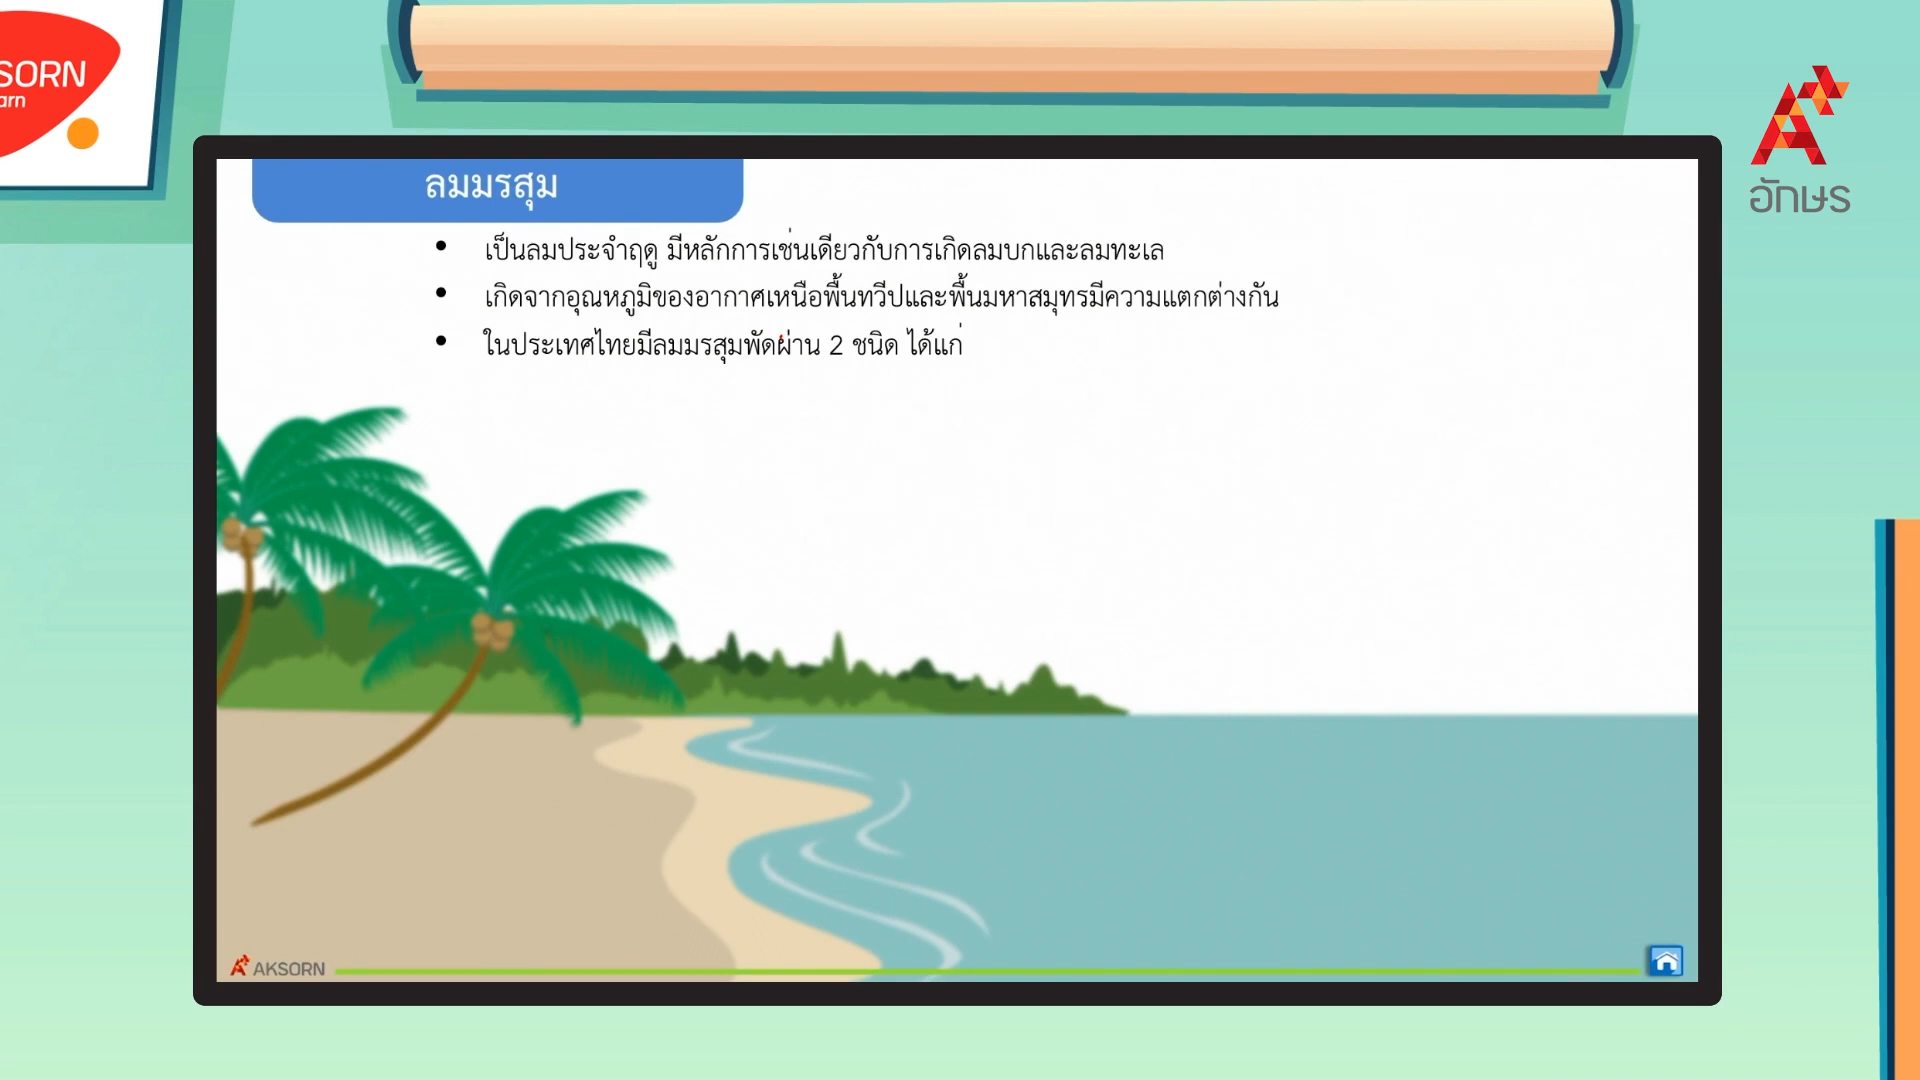 SORN
arn
อักษร
ลมมรสุม
• เป็นลมประจำฤดู มีหลักการเช่นเดียวกับการเกิดลมบกและลมทะเล
• เกิดจากอุณหภูมิของอากาศเหนือพื้นทวีปและพื้นมหาสมุทรมีความแตกต่างกัน
• ในประเทศไทยมีลมมรสุมพัดผ่าน 2 ชนิด ได้แก่
AKSORN